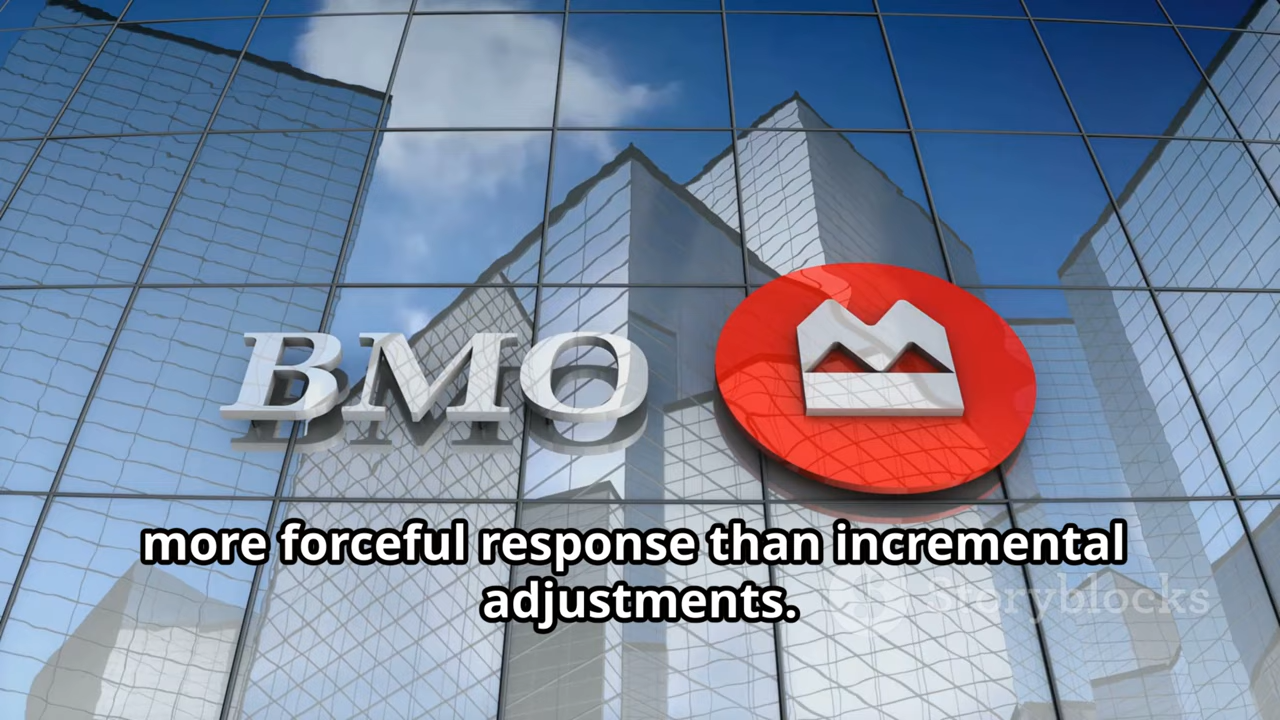 BMO
more forceful response than incremental
adjustments.
Storyblocks